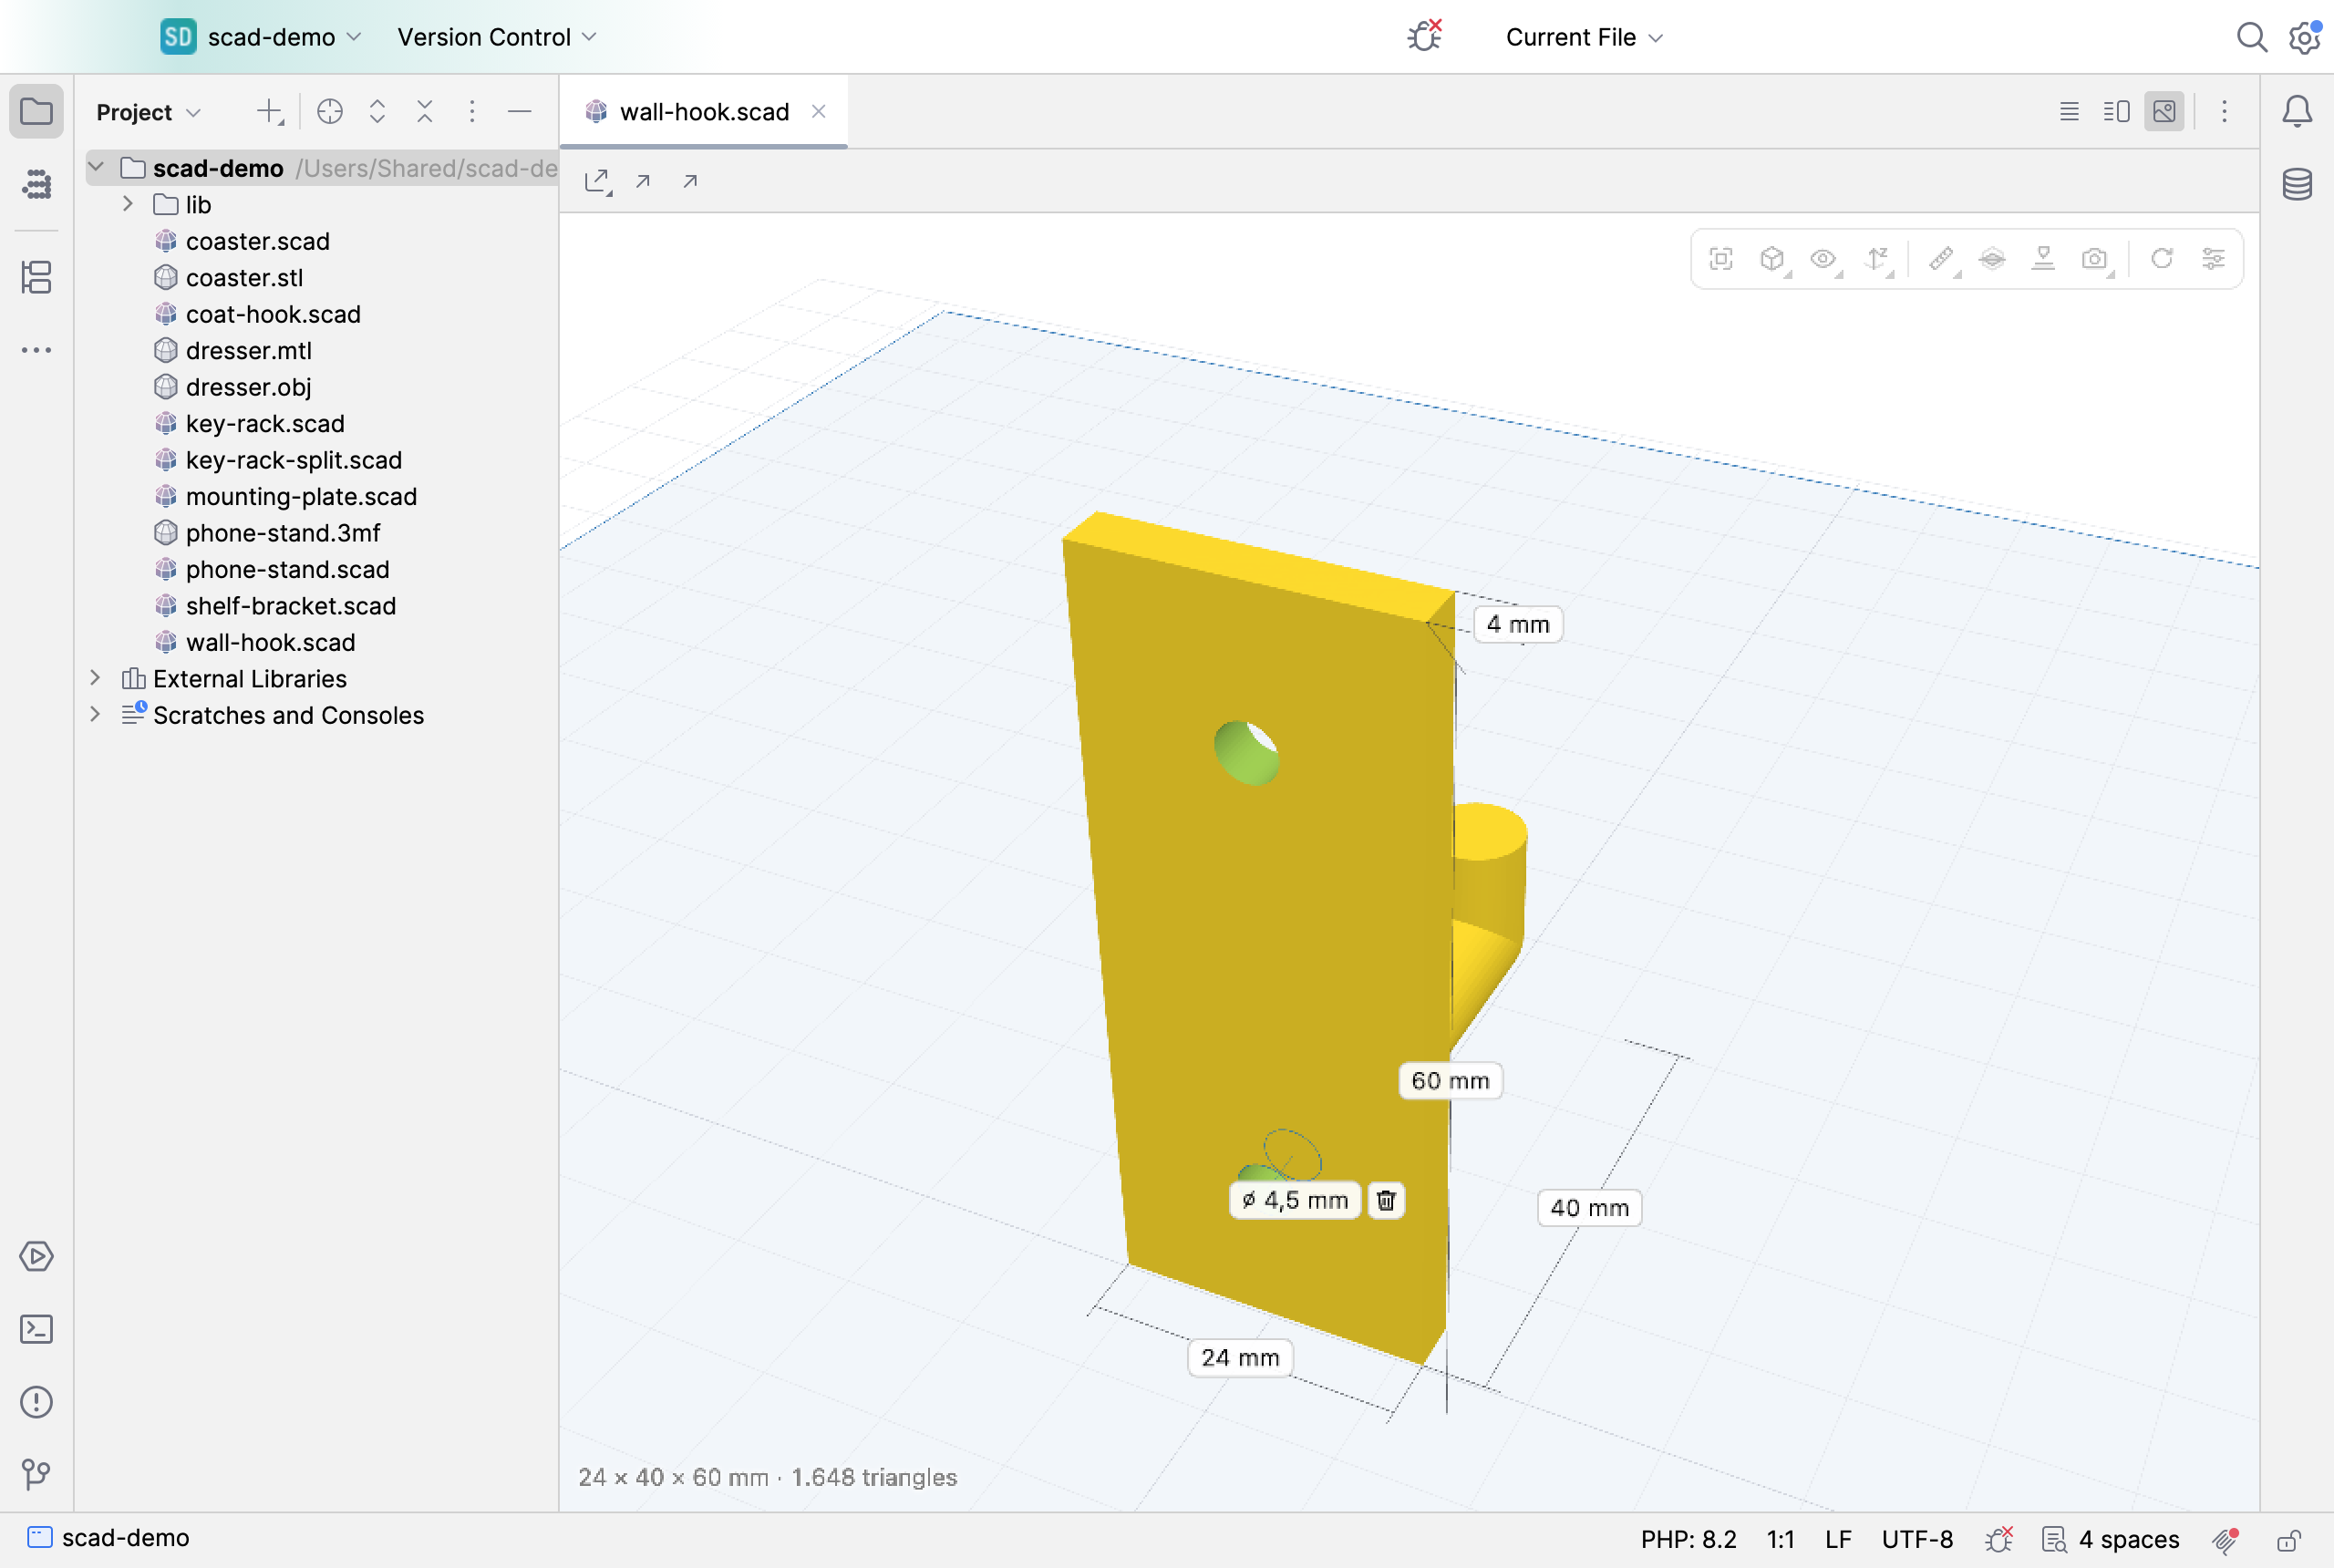 SD scad-demo Version Control Current File
Project wall-hook.scad
scad-demo /Users/Shared/scad-de
lib
coaster.scad
coaster.stl
coat-hook.scad
dresser.mtl
dresser.obj
key-rack.scad
key-rack-split.scad
mounting-plate.scad
phone-stand.3mf
phone-stand.scad
shelf-bracket.scad
wall-hook.scad
External Libraries
Scratches and Consoles
Z
4 mm
60 mm
⌀ 4,5 mm
40 mm
24 mm
24 × 40 × 60 mm · 1.648 triangles
scad-demo PHP: 8.2 1:1 LF UTF-8 4 spaces